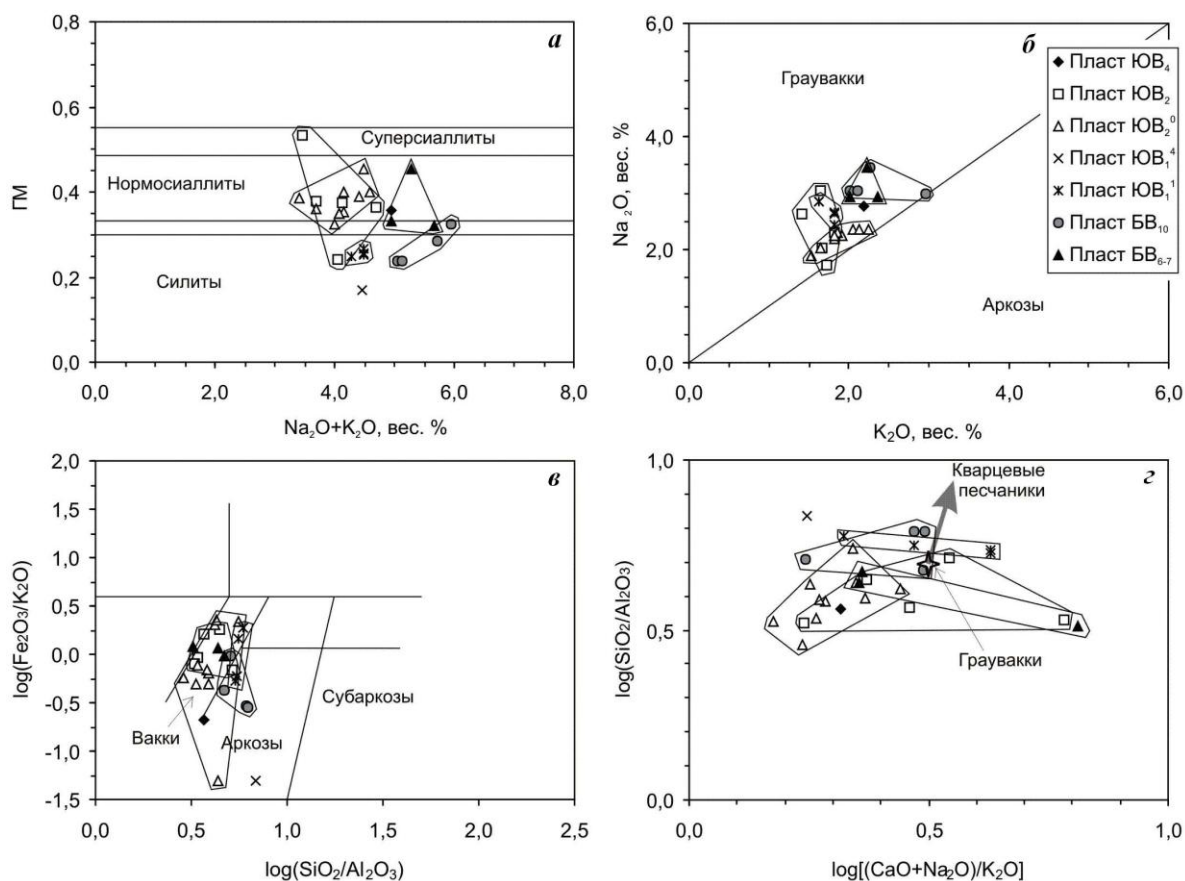 а
0,8
0,6
0,4
0,2
0,0
ГМ
Суперсиаллиты
Нормосиаллиты
Силиты
0,0 2,0 4,0 6,0 8,0
Na₂O+K₂O, вес. %
б
6,0
4,0
2,0
0,0
Na₂O, вес. %
Граувакки
Аркозы
Пласт ЮВ₄
Пласт ЮВ₂
Пласт ЮВ₂⁰
Пласт ЮВ₁⁴
Пласт ЮВ₁¹
Пласт БВ₁₀
Пласт БВ₆₋₇
0,0 2,0 4,0 6,0
K₂O, вес. %
в
2,0
1,5
1,0
0,5
0,0
-0,5
-1,0
-1,5
log(Fe₂O₃/K₂O)
Вакки
Аркозы
Субаркозы
0,0 0,5 1,0 1,5 2,0 2,5
log(SiO₂/Al₂O₃)
г
1,0
0,5
0,0
log(SiO₂/Al₂O₃)
Кварцевые
песчаники
Граувакки
0,0 0,5 1,0
log[(CaO+Na₂O)/K₂O]